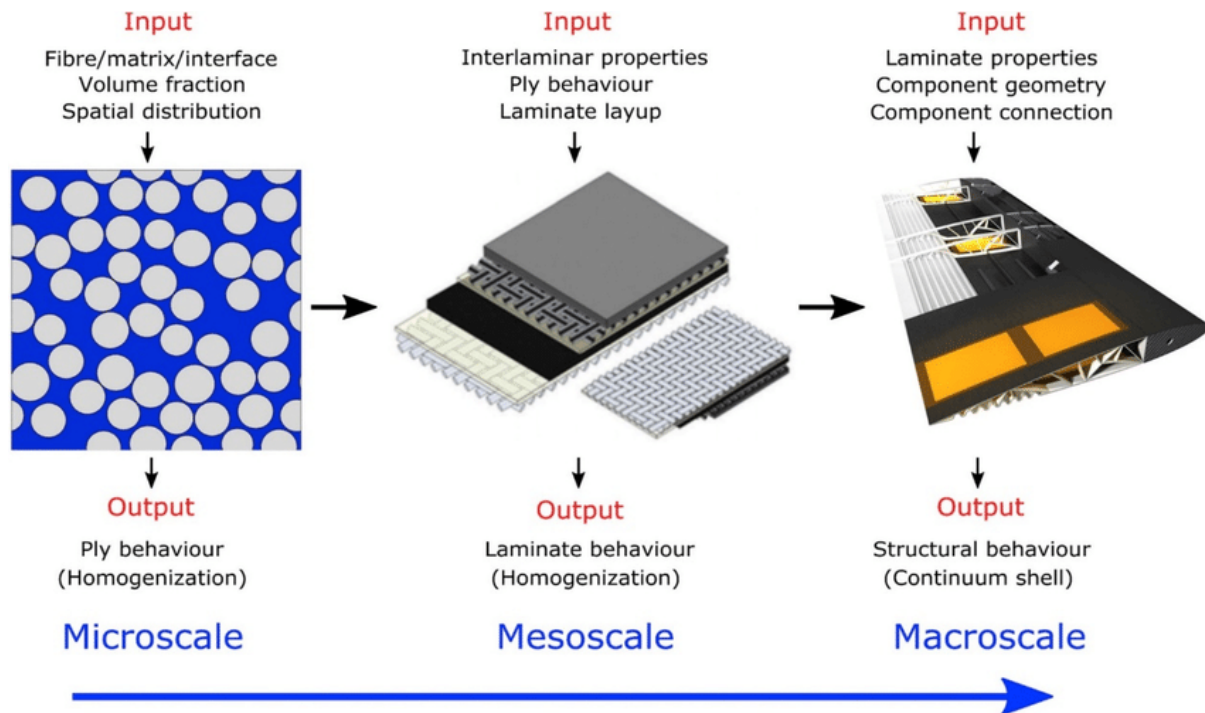 Input
Fibre/matrix/interface
Volume fraction
Spatial distribution
Output
Ply behaviour
(Homogenization)
Microscale
Input
Interlaminar properties
Ply behaviour
Laminate layup
Output
Laminate behaviour
(Homogenization)
Mesoscale
Input
Laminate properties
Component geometry
Component connection
Output
Structural behaviour
(Continuum shell)
Macroscale